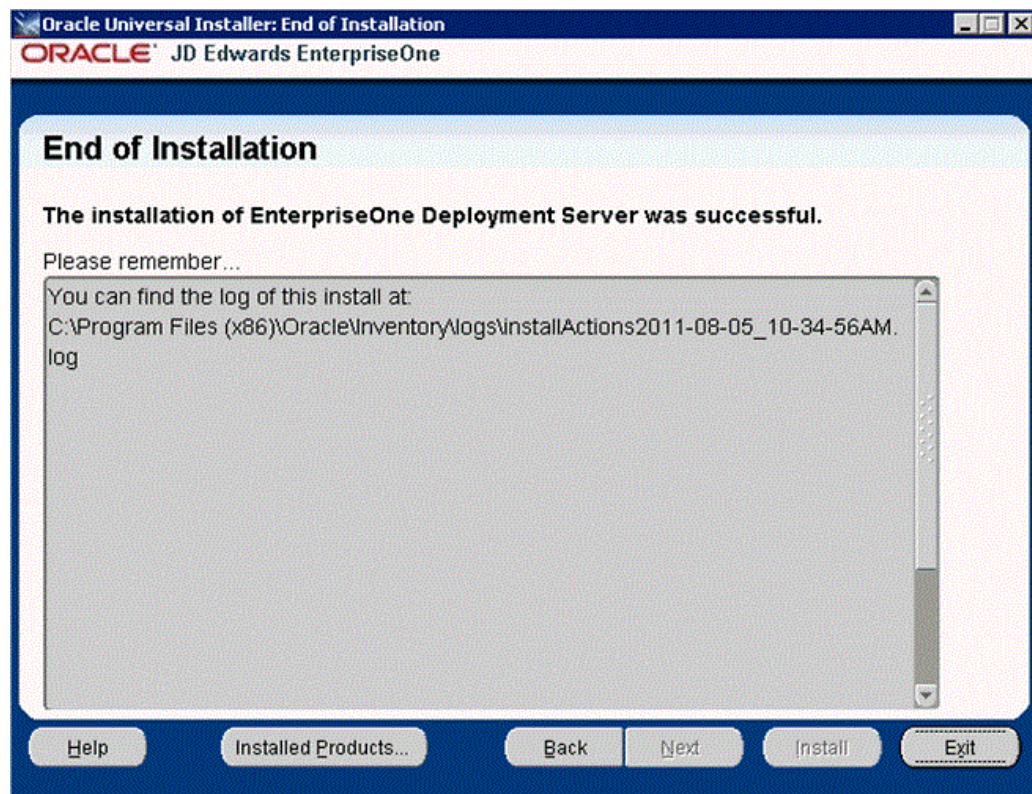 Oracle Universal Installer: End of Installation
ORACLE JD Edwards EnterpriseOne
End of Installation
The installation of EnterpriseOne Deployment Server was successful.
Please remember...
You can find the log of this install at:
C:\Program Files (x86)\Oracle\Inventory\logs\installActions2011-08-05_10-34-56AM.
log
Help Installed Products... Back Next Install Exit